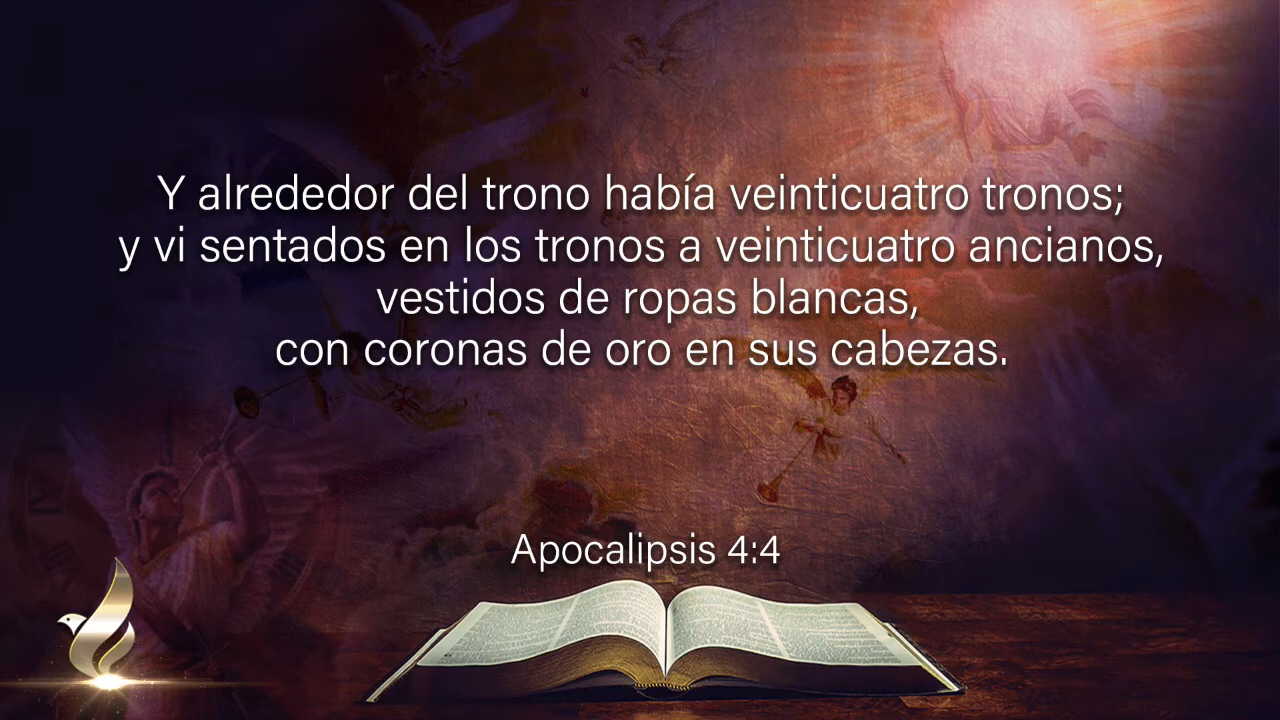 Y alrededor del trono había veinticuatro tronos;
y vi sentados en los tronos a veinticuatro ancianos,
vestidos de ropas blancas,
con coronas de oro en sus cabezas.
Apocalipsis 4:4